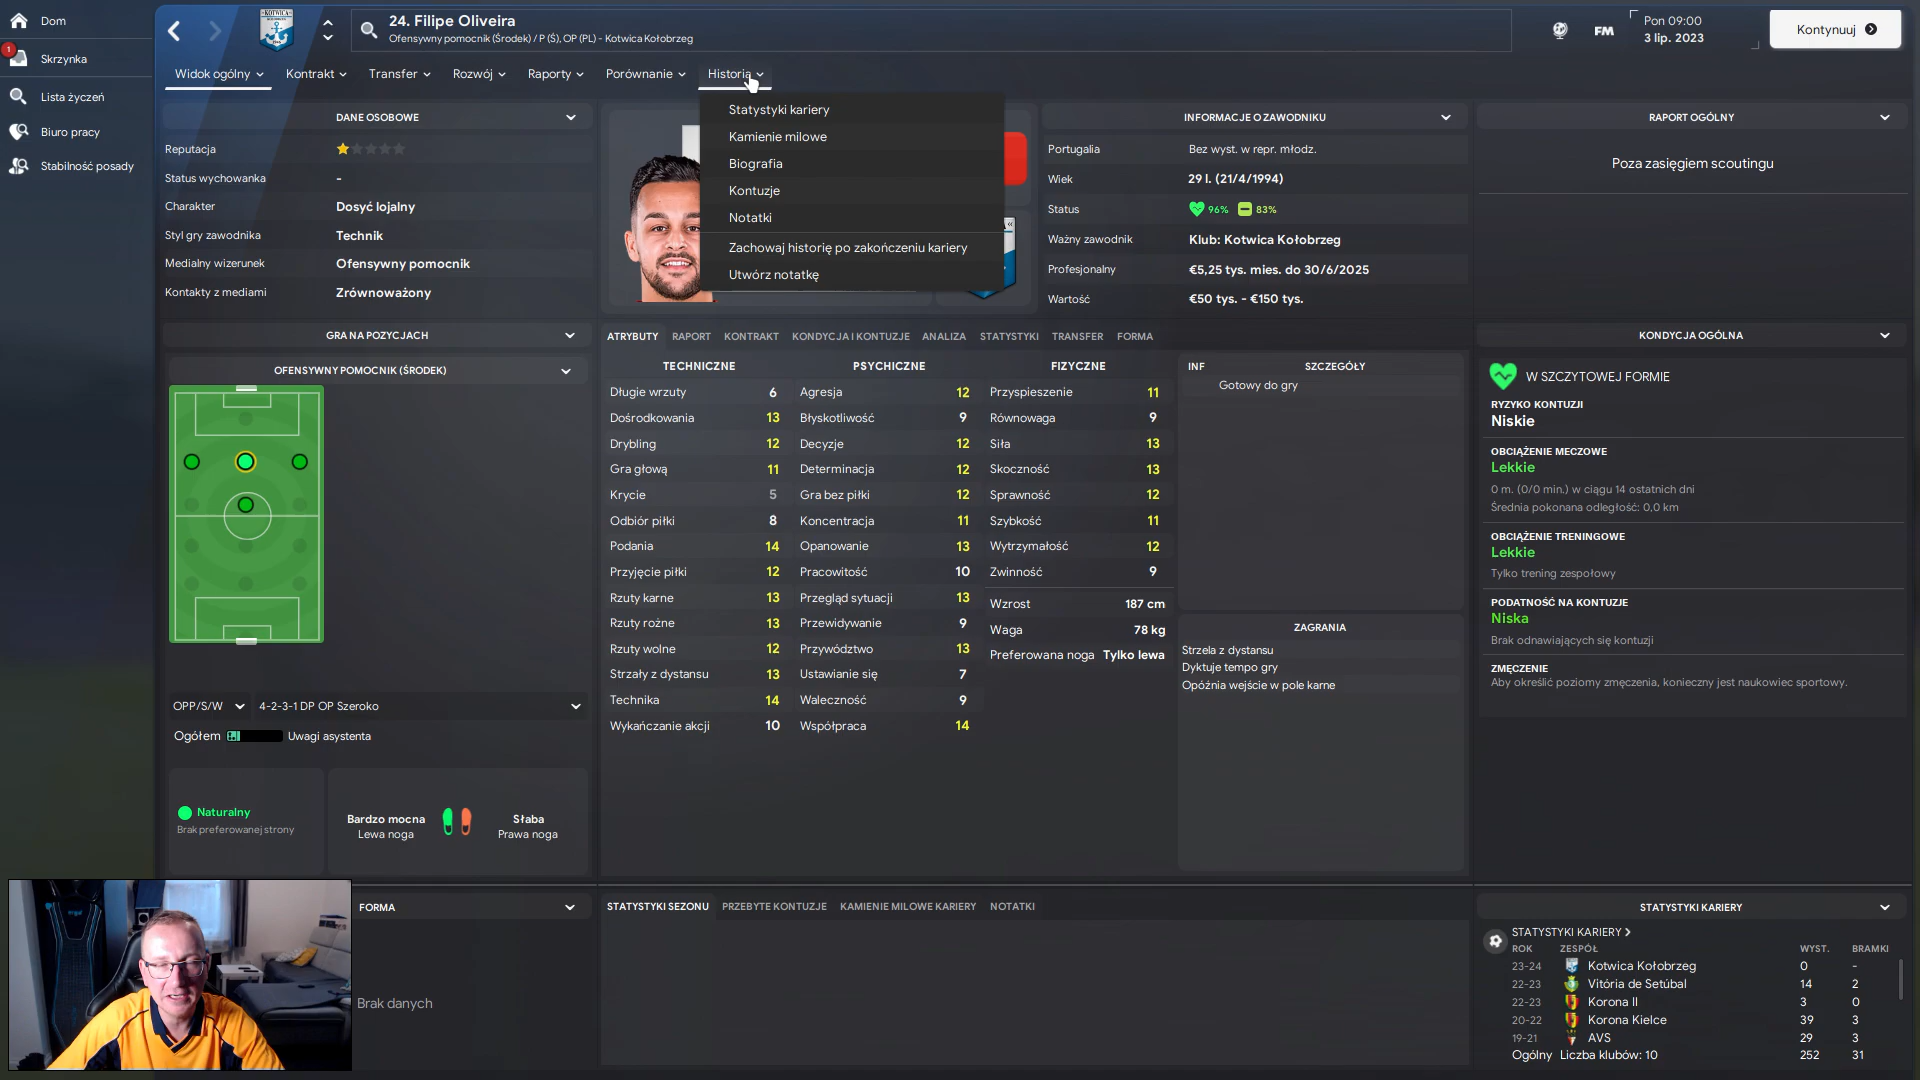 Dom
1
Skrzynka
Lista życzeń
Biuro pracy
Stabilność posady
KOTWICA
24. Filipe Oliveira
Ofensywny pomocnik (Środek) / P (Ś), OP (PL) - Kotwica Kołobrzeg
FM
Pon 09:00
3 lip. 2023
Kontynuuj
Widok ogólny
Kontrakt
Transfer
Rozwój
Raporty
Porównanie
Historia
Statystyki kariery
Kamienie milowe
Biografia
Kontuzje
Notatki
Zachowaj historię po zakończeniu kariery
Utwórz notatkę
DANE OSOBOWE
Reputacja
Status wychowanka -
Charakter Dosyć lojalny
Styl gry zawodnika Technik
Medialny wizerunek Ofensywny pomocnik
Kontakty z mediami Zrównoważony
INFORMACJE O ZAWODNIKU
Portugalia Bez wyst. w repr. młodz.
Wiek 29 l. (21/4/1994)
Status 96% 83%
Ważny zawodnik Klub: Kotwica Kołobrzeg
Profesjonalny €5,25 tys. mies. do 30/6/2025
Wartość €50 tys. - €150 tys.
RAPORT OGÓLNY
Poza zasięgiem scoutingu
GRA NA POZYCJACH
OFENSYWNY POMOCNIK (ŚRODEK)
OPP/S/W 4-2-3-1 DP OP Szeroko
Ogółem Uwagi asystenta
Naturalny
Brak preferowanej strony
Bardzo mocna
Lewa noga
Słaba
Prawa noga
ATRYBUTY RAPORT KONTRAKT KONDYCJA I KONTUZJE ANALIZA STATYSTYKI TRANSFER FORMA
TECHNICZNE
Długie wrzuty 6
Dośrodkowania 13
Drybling 12
Gra głową 11
Krycie 5
Odbiór piłki 8
Podania 14
Przyjęcie piłki 12
Rzuty karne 13
Rzuty rożne 13
Rzuty wolne 12
Strzały z dystansu 13
Technika 14
Wykańczanie akcji 10
PSYCHICZNE
Agresja 12
Błyskotliwość 9
Decyzje 12
Determinacja 12
Gra bez piłki 12
Koncentracja 11
Opanowanie 13
Pracowitość 10
Przegląd sytuacji 13
Przewidywanie 9
Przywództwo 13
Ustawianie się 7
Waleczność 9
Współpraca 14
FIZYCZNE
Przyspieszenie 11
Równowaga 9
Siła 13
Skoczność 13
Sprawność 12
Szybkość 11
Wytrzymałość 12
Zwinność 9
Wzrost 187 cm
Waga 78 kg
Preferowana noga Tylko lewa
INF SZCZEGÓŁY
Gotowy do gry
ZAGRANIA
Strzela z dystansu
Dyktuje tempo gry
Opóźnia wejście w pole karne
KONDYCJA OGÓLNA
W SZCZYTOWEJ FORMIE
RYZYKO KONTUZJI
Niskie
OBCIĄŻENIE MECZOWE
Lekkie
0 m. (0/0 min.) w ciągu 14 ostatnich dni
Średnia pokonana odległość: 0,0 km
OBCIĄŻENIE TRENINGOWE
Lekkie
Tylko trening zespołowy
PODATNOŚĆ NA KONTUZJE
Niska
Brak odnawiających się kontuzji
ZMĘCZENIE
Aby określić poziomy zmęczenia, konieczny jest naukowiec sportowy.
FORMA
Brak danych
STATYSTYKI SEZONU PRZEBYTE KONTUZJE KAMIENIE MILOWE KARIERY NOTATKI
STATYSTYKI KARIERY
STATYSTYKI KARIERY
ROK ZESPÓŁ WYST. BRAMKI
23-24 Kotwica Kołobrzeg 0 -
22-23 Vitória de Setúbal 14 2
22-23 Korona II 3 0
20-22 Korona Kielce 39 3
19-21 AVS 29 3
Ogólny Liczba klubów: 10 252 31